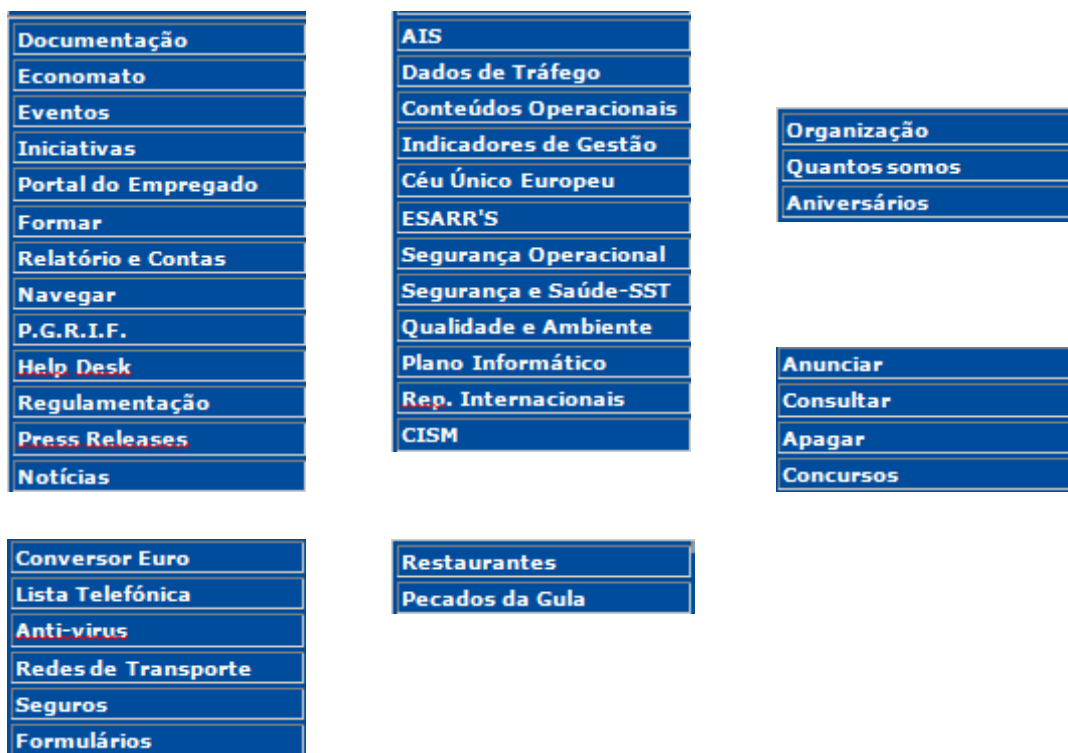 Documentação
Economato
Eventos
Iniciativas
Portal do Empregado
Formar
Relatório e Contas
Navegar
P.G.R.I.F.
Help Desk
Regulamentação
Press Releases
Notícias
AIS
Dados de Tráfego
Conteúdos Operacionais
Indicadores de Gestão
Céu Único Europeu
ESARR'S
Segurança Operacional
Segurança e Saúde-SST
Qualidade e Ambiente
Plano Informático
Rep. Internacionais
CISM
Organização
Quantos somos
Aniversários
Anunciar
Consultar
Apagar
Concursos
Conversor Euro
Lista Telefónica
Anti-virus
Redes de Transporte
Seguros
Formulários
Restaurantes
Pecados da Gula